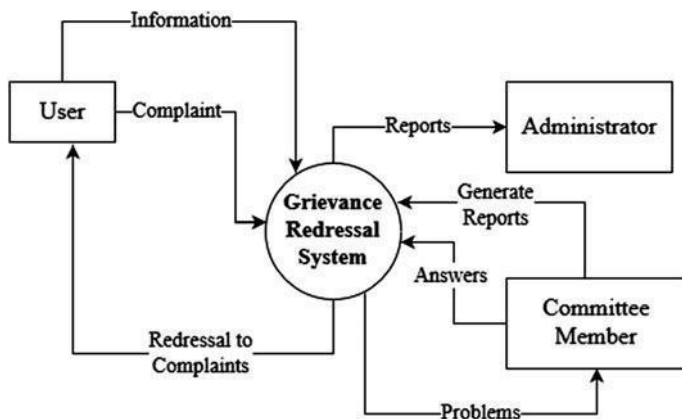 Information
User
Complaint
Reports
Administrator
Grievance
Redressal
System
Generate
Reports
Answers
Committee
Member
Redressal to
Complaints
Problems